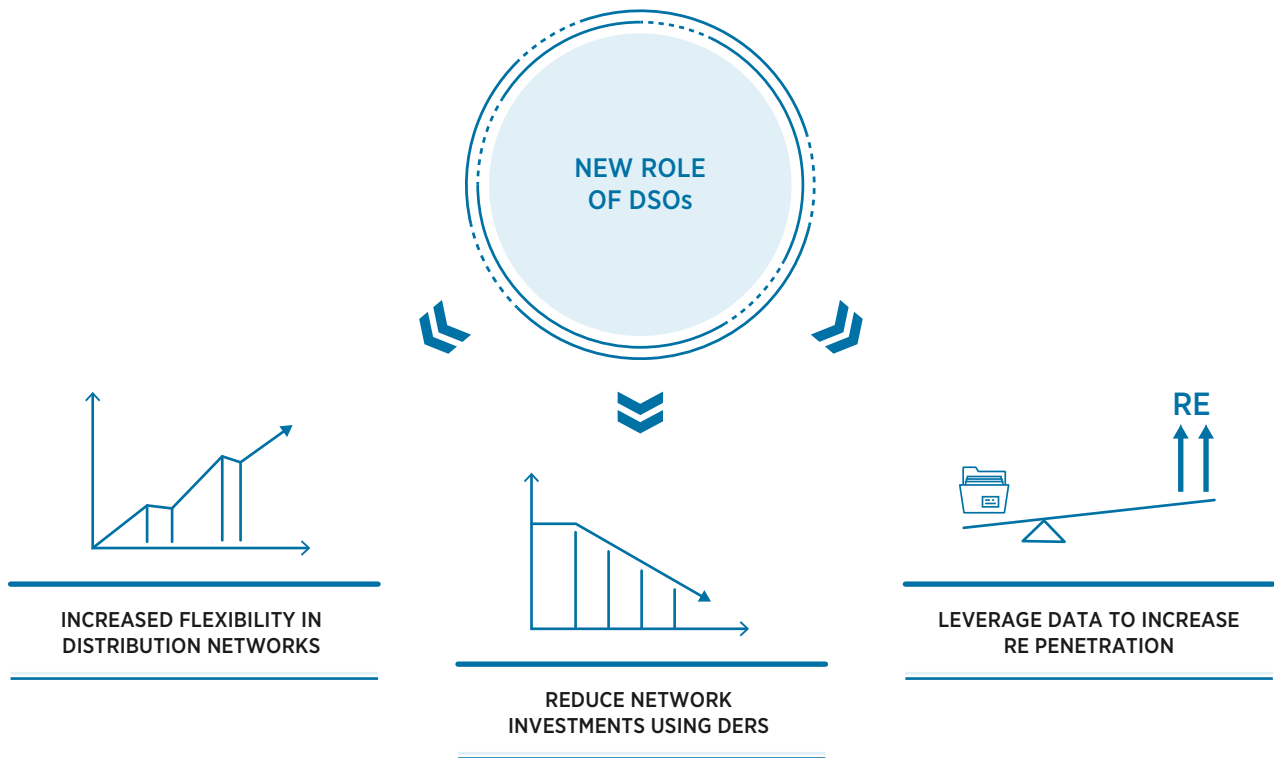 NEW ROLE
OF DSOs
RE
INCREASED FLEXIBILITY IN
DISTRIBUTION NETWORKS
REDUCE NETWORK
INVESTMENTS USING DERS
LEVERAGE DATA TO INCREASE
RE PENETRATION